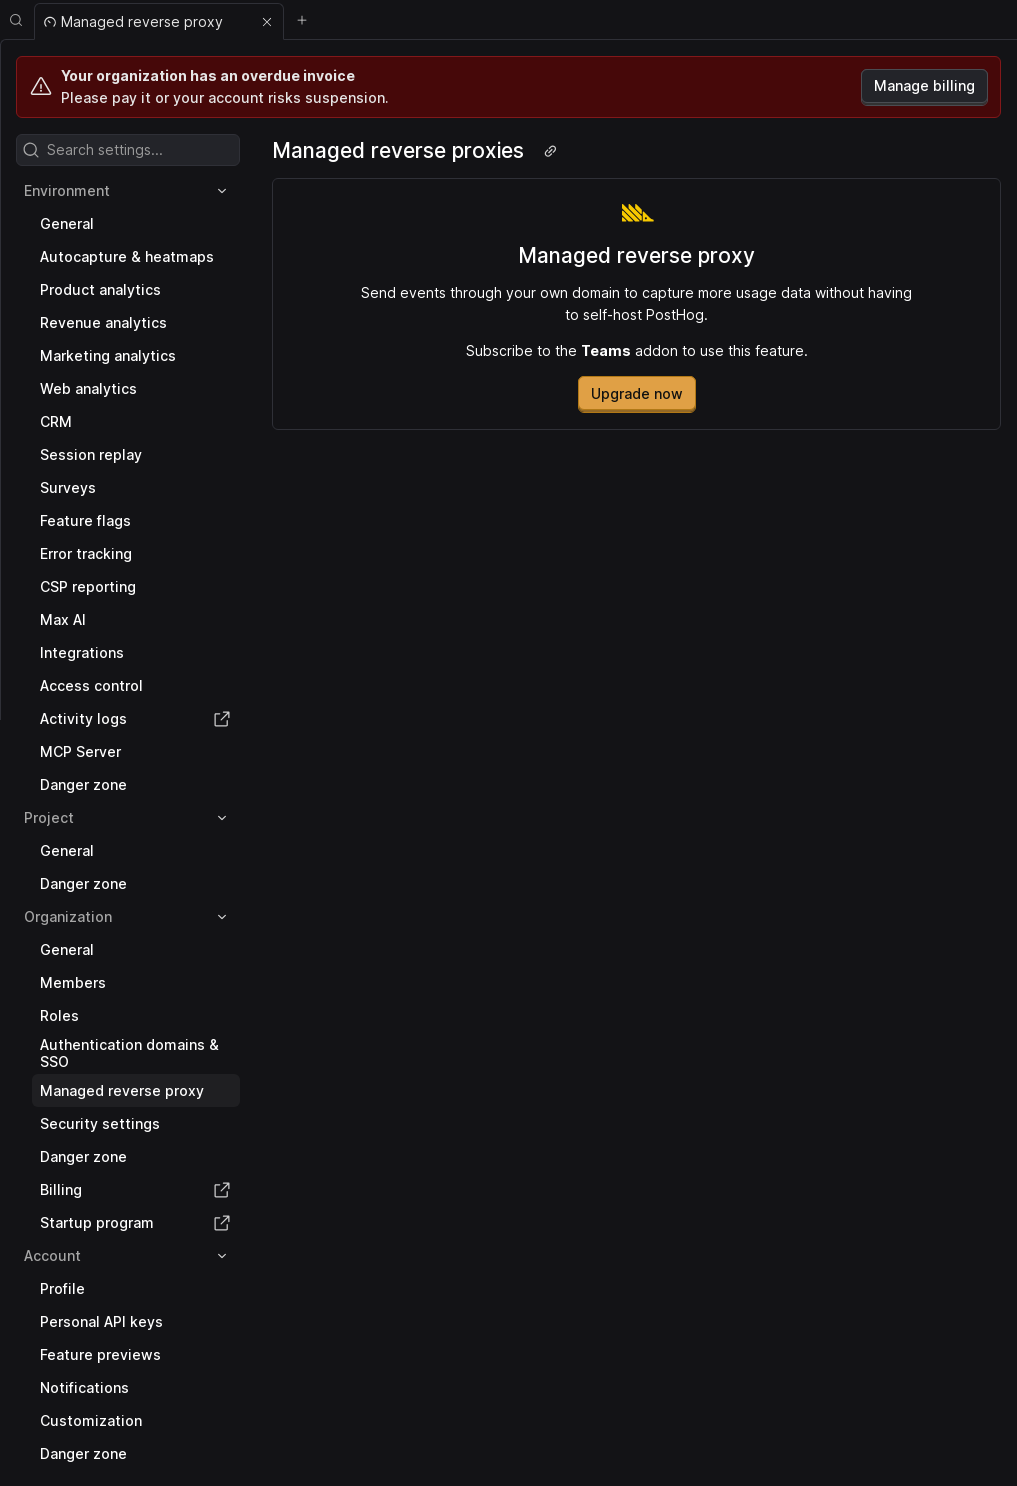 Managed reverse proxy
Your organization has an overdue invoice
Please pay it or your account risks suspension.
Manage billing
Search settings...
Environment
General
Autocapture & heatmaps
Product analytics
Revenue analytics
Marketing analytics
Web analytics
CRM
Session replay
Surveys
Feature flags
Error tracking
CSP reporting
Max AI
Integrations
Access control
Activity logs
MCP Server
Danger zone
Project
General
Danger zone
Organization
General
Members
Roles
Authentication domains &
SSO
Managed reverse proxy
Security settings
Danger zone
Billing
Startup program
Account
Profile
Personal API keys
Feature previews
Notifications
Customization
Danger zone
Managed reverse proxies
Managed reverse proxy
Send events through your own domain to capture more usage data without having
to self-host PostHog.
Subscribe to the Teams addon to use this feature.
Upgrade now